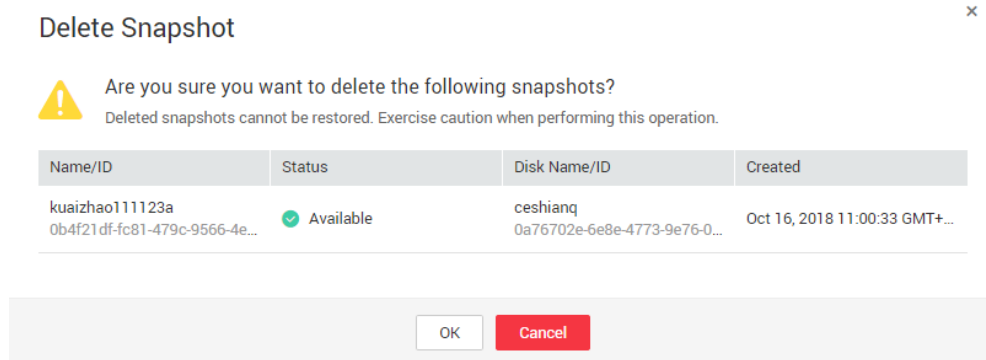 ×
Delete Snapshot
Are you sure you want to delete the following snapshots?
Deleted snapshots cannot be restored. Exercise caution when performing this operation.
Name/ID Status Disk Name/ID Created
kuaizhao111123a Available ceshianq Oct 16, 2018 11:00:33 GMT+...
0b4f21df-fc81-479c-9566-4e... 0a76702e-6e8e-4773-9e76-0...
OK Cancel